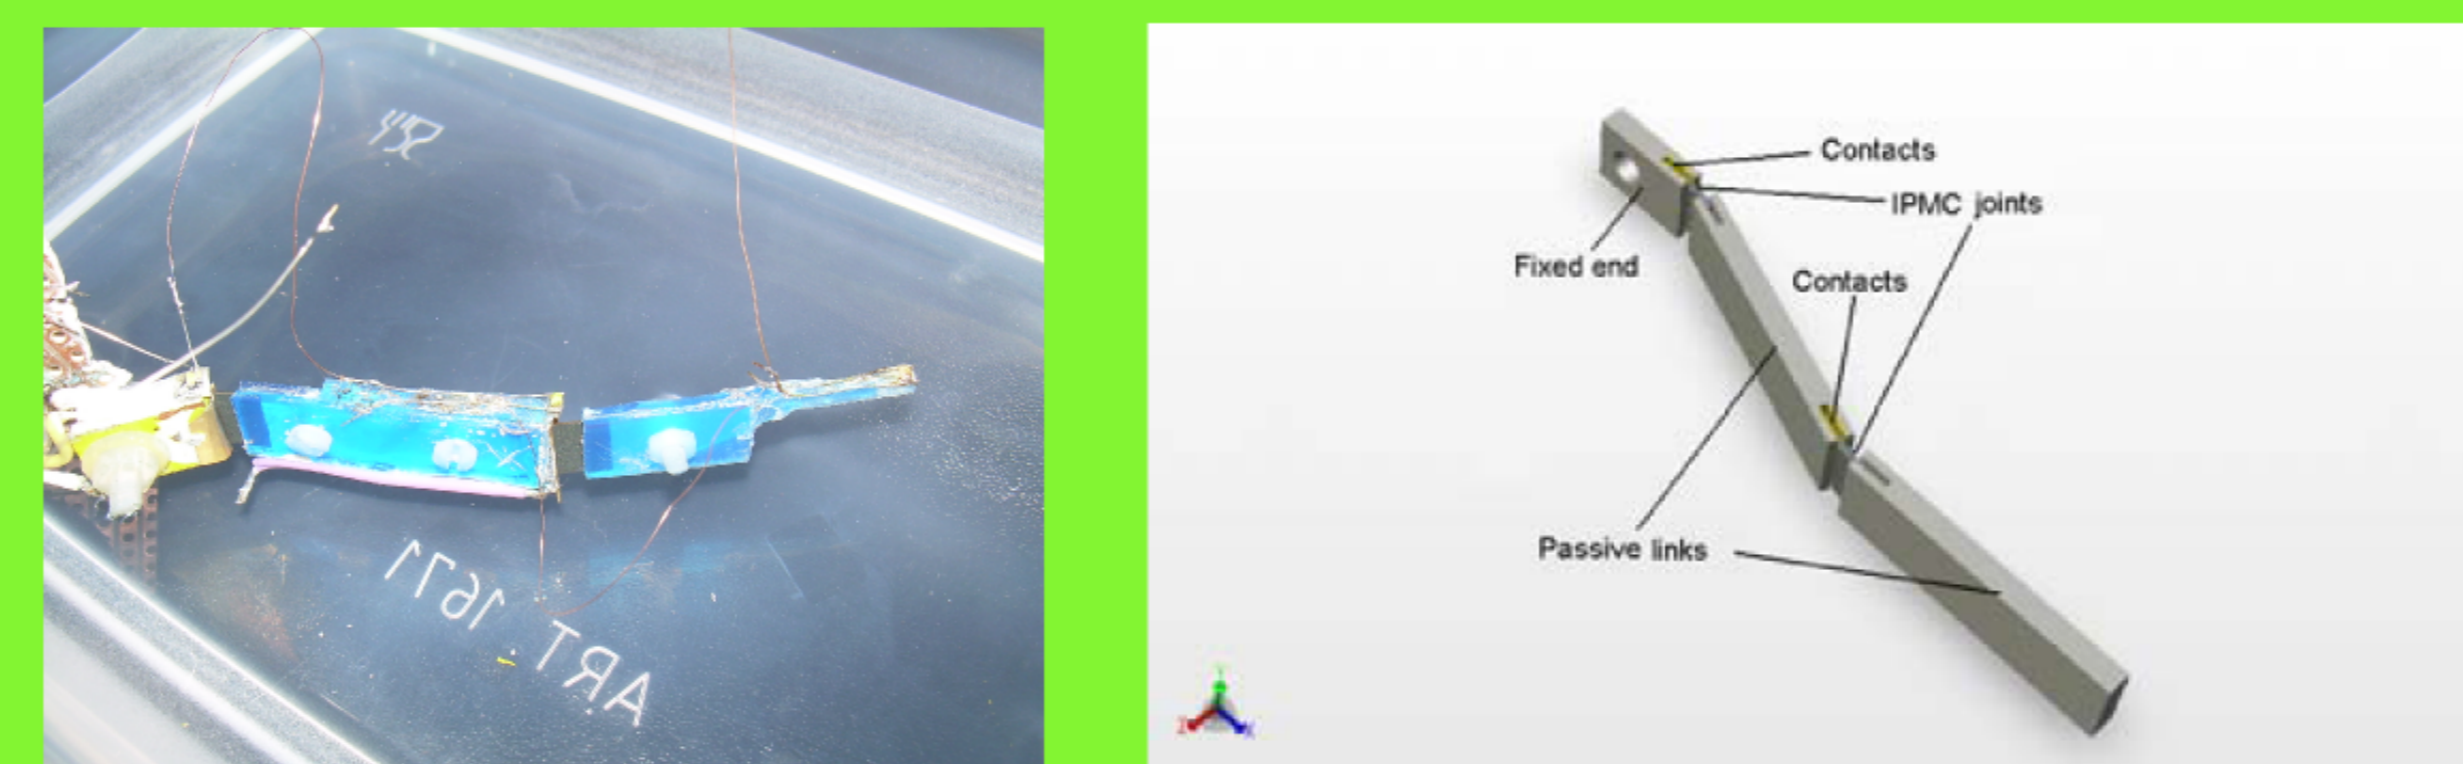 ART 1671
Contacts
IPMC joints
Fixed end
Contacts
Passive links
Y
Z
X